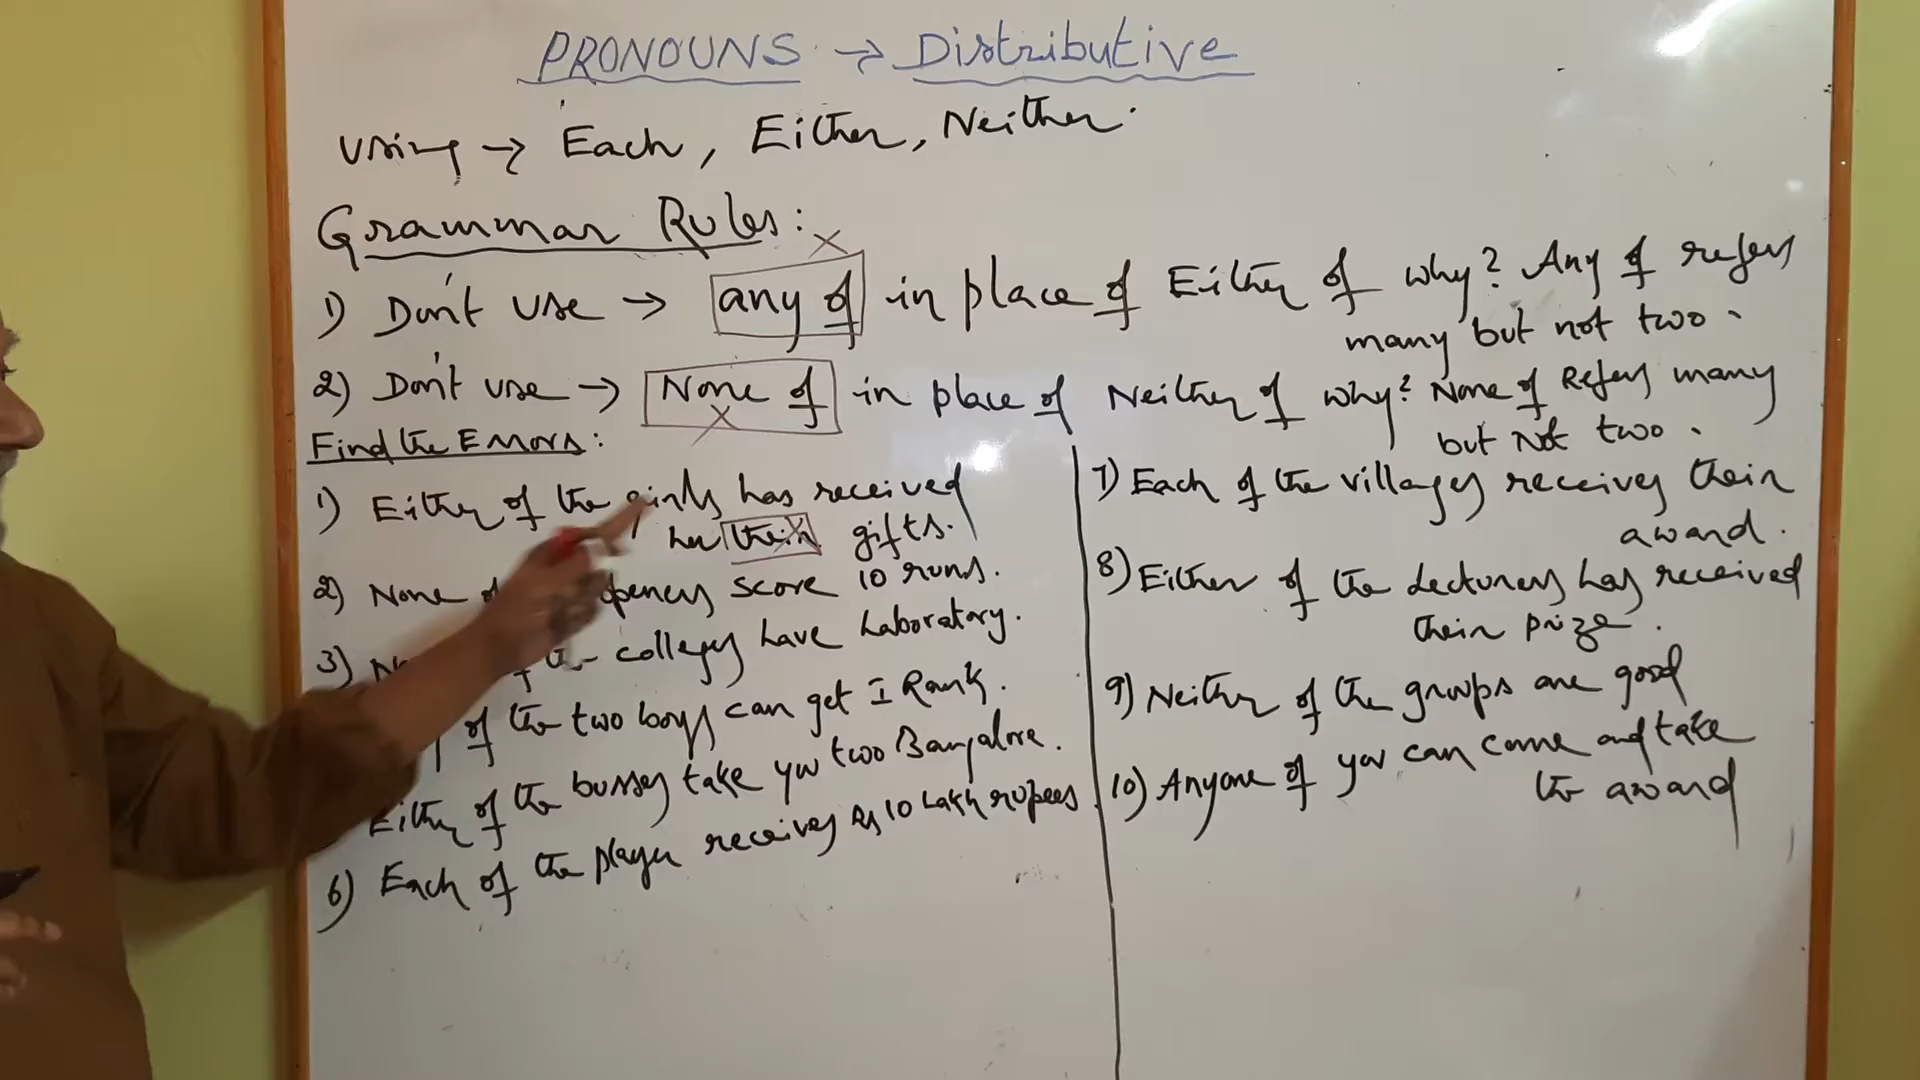 PRONOUNS → Distributive
Using → Each, Either, Neither.
Grammar Rules:
1) Don't use → any of in place of Either of why? Any of refers
many but not two.
2) Don't use → None of in place of Neither of why? None of Refers many
but Not two.
Find the Errors:
1) Either of the girls has received
her their gifts.
2) None openers score 10 runs.
3) colleges have Laboratory.
of the two boys can get I Rank.
Either of the busses take you two Bangalore.
6) Each of the player receives Rs 10 Lakh rupees
7) Each of the villages receives their
award.
8) Either of the Lecturers has received
their prize.
9) Neither of the groups are good
10) Anyone of you can come and take
the award